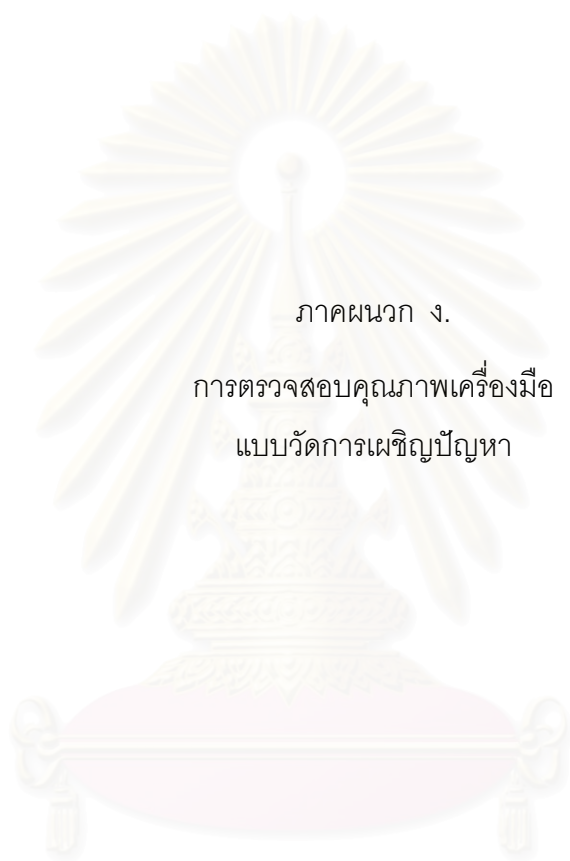 ภาคผนวก ง.
การตรวจสอบคุณภาพเครื่องมือ
แบบวัดการเผชิญปัญหา